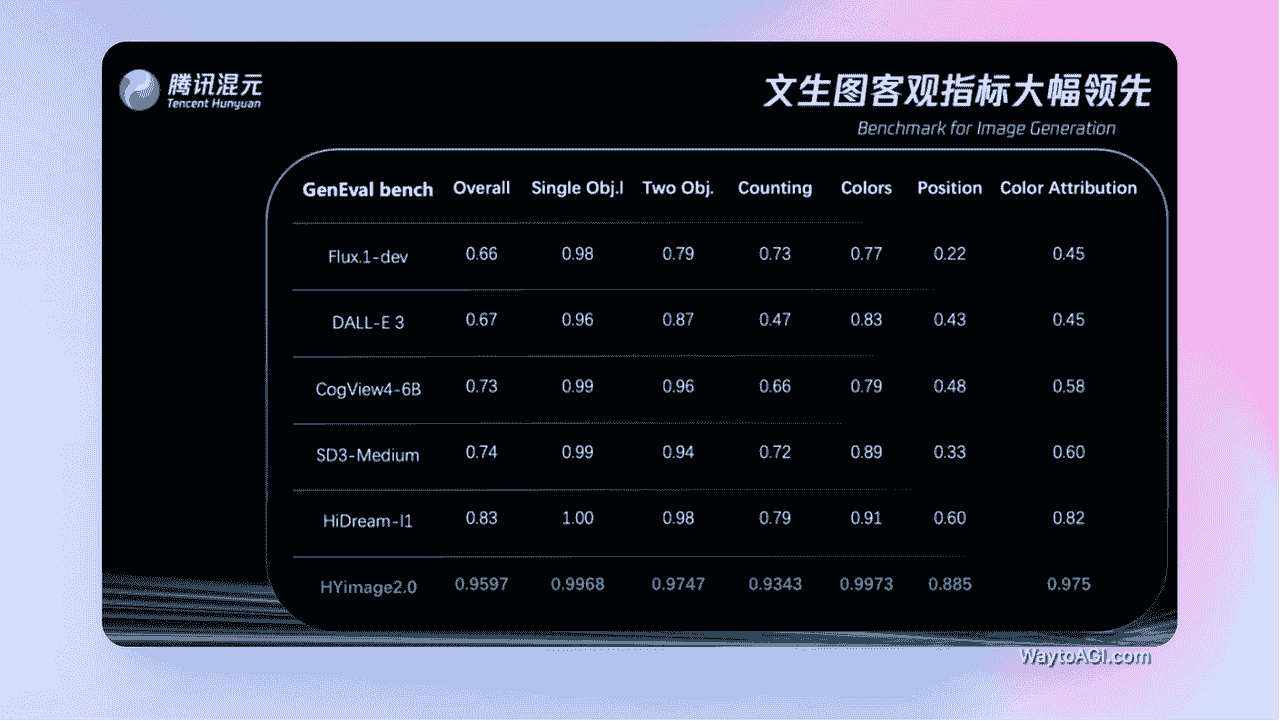 腾讯混元
Tencent Hunyuan
文生图客观指标大幅领先
Benchmark for Image Generation
GenEval bench Overall Single Obj.l Two Obj. Counting Colors Position Color Attribution
Flux.1-dev 0.66 0.98 0.79 0.73 0.77 0.22 0.45
DALL-E 3 0.67 0.96 0.87 0.47 0.83 0.43 0.45
CogView4-6B 0.73 0.99 0.96 0.66 0.79 0.48 0.58
SD3-Medium 0.74 0.99 0.94 0.72 0.89 0.33 0.60
HiDream-I1 0.83 1.00 0.98 0.79 0.91 0.60 0.82
HYimage2.0 0.9597 0.9968 0.9747 0.9343 0.9973 0.885 0.975
WaytoAGI.com